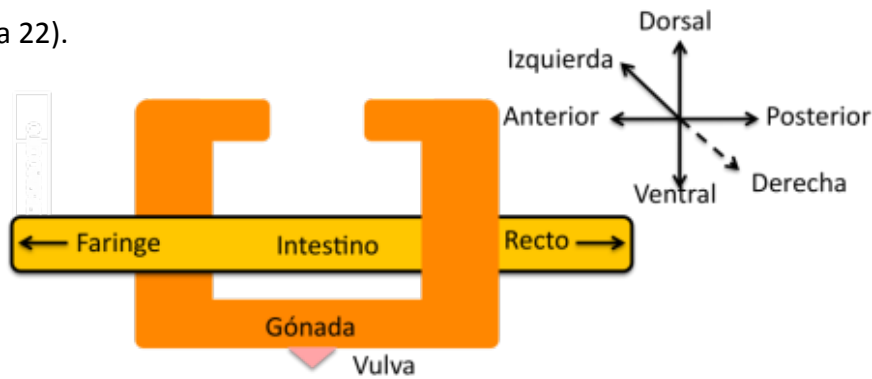 a 22).
Dorsal
Izquierda
Anterior
Posterior
Ventral
Derecha
Faringe
Intestino
Recto
Gónada
Vulva